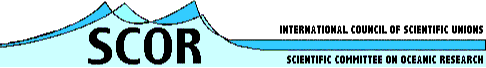 SCOR
INTERNATIONAL COUNCIL OF SCIENTIFIC UNIONS
SCIENTIFIC COMMITTEE ON OCEANIC RESEARCH